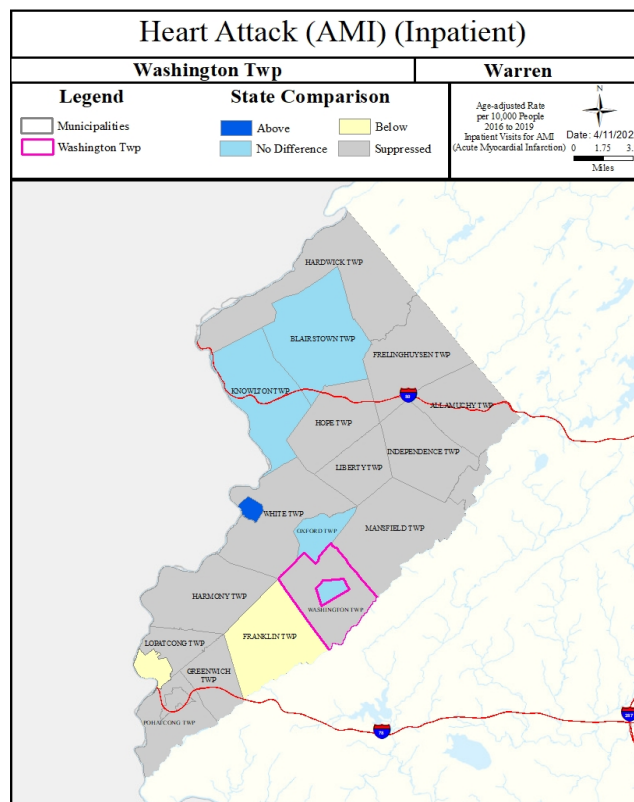 Heart Attack (AMI) (Inpatient)
Washington Twp
Warren
Legend
Municipalities
Washington Twp
State Comparison
Above
Below
No Difference
Suppressed
Age-adjusted Rate
per 10,000 People
2016 to 2019
Inpatient Visits for AMI
(Acute Myocardial Infarction)
N
Date: 4/11/202
0 1.75 3.
Miles
HARDWICK TWP
BLAIRSTOWN TWP
FRELINGHUYSEN TWP
KNOWLTON TWP
80
ALLAMUCHY TWP
HOPE TWP
INDEPENDENCE TWP
LIBERTY TWP
WHITE TWP
OXFORD TWP
MANSFIELD TWP
HARMONY TWP
WASHINGTON TWP
FRANKLIN TWP
LOPATCONG TWP
GREENWICH
TWP
POHATCONG TWP
78
287